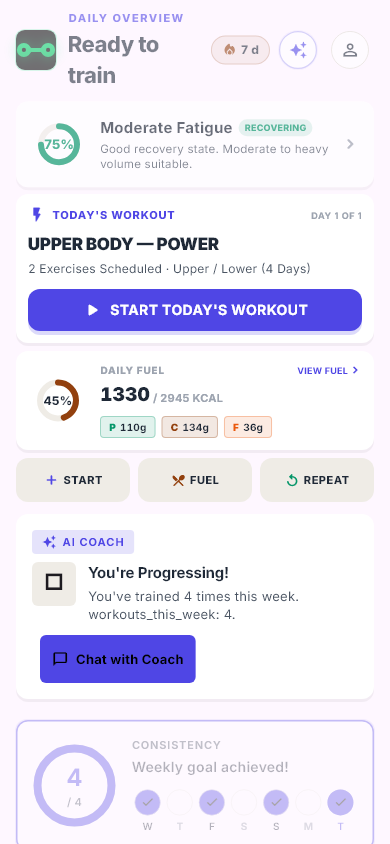 DAILY OVERVIEW
Ready to
train
7 d
75%
Moderate Fatigue RECOVERING
Good recovery state. Moderate to heavy
volume suitable.
TODAY'S WORKOUT
DAY 1 OF 1
UPPER BODY — POWER
2 Exercises Scheduled · Upper / Lower (4 Days)
START TODAY'S WORKOUT
DAILY FUEL
VIEW FUEL
45%
1330 / 2945 KCAL
P 110g C 134g F 36g
START
FUEL
REPEAT
AI COACH
You're Progressing!
You've trained 4 times this week.
workouts_this_week: 4.
Chat with Coach
CONSISTENCY
Weekly goal achieved!
4
/ 4
W T F S S M T